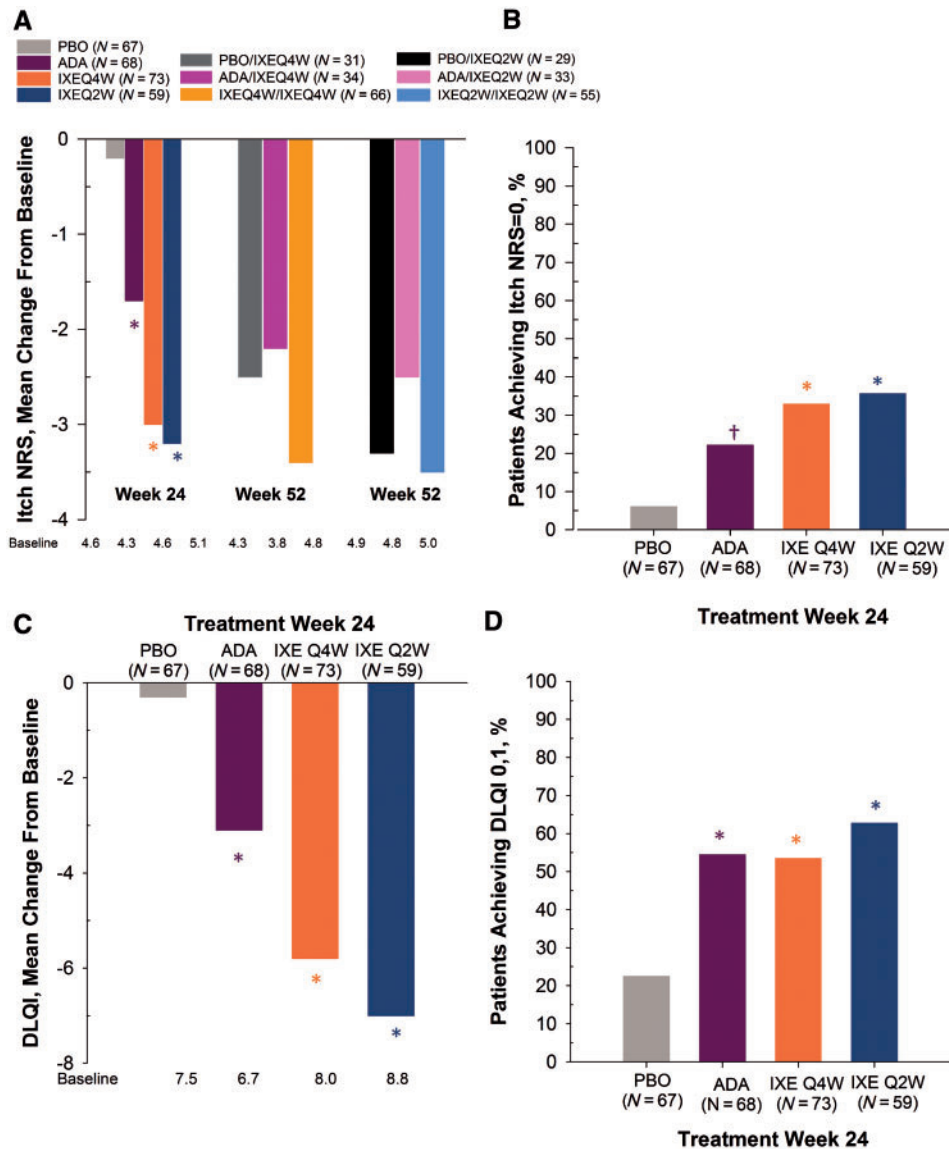 A
PBO (N = 67)
ADA (N = 68)
IXEQ4W (N = 73)
IXEQ2W (N = 59)
PBO/IXEQ4W (N = 31)
ADA/IXEQ4W (N = 34)
IXEQ4W/IXEQ4W (N = 66)
PBO/IXEQ2W (N = 29)
ADA/IXEQ2W (N = 33)
IXEQ2W/IXEQ2W (N = 55)
Itch NRS, Mean Change From Baseline
0
-1
-2
-3
-4
*
*
*
Week 24
Week 52
Week 52
Baseline 4.6 4.3 4.6 5.1 4.3 3.8 4.8 4.9 4.8 5.0
B
Patients Achieving Itch NRS=0, %
100
90
80
70
60
50
40
30
20
10
0
†
*
*
PBO ADA IXE Q4W IXE Q2W
(N = 67) (N = 68) (N = 73) (N = 59)
Treatment Week 24
C
Treatment Week 24
PBO ADA IXE Q4W IXE Q2W
(N = 67) (N = 68) (N = 73) (N = 59)
DLQI, Mean Change From Baseline
0
-2
-4
-6
-8
*
*
*
Baseline 7.5 6.7 8.0 8.8
D
Patients Achieving DLQI 0,1, %
100
90
80
70
60
50
40
30
20
10
0
*
*
*
PBO ADA IXE Q4W IXE Q2W
(N = 67) (N = 68) (N = 73) (N = 59)
Treatment Week 24